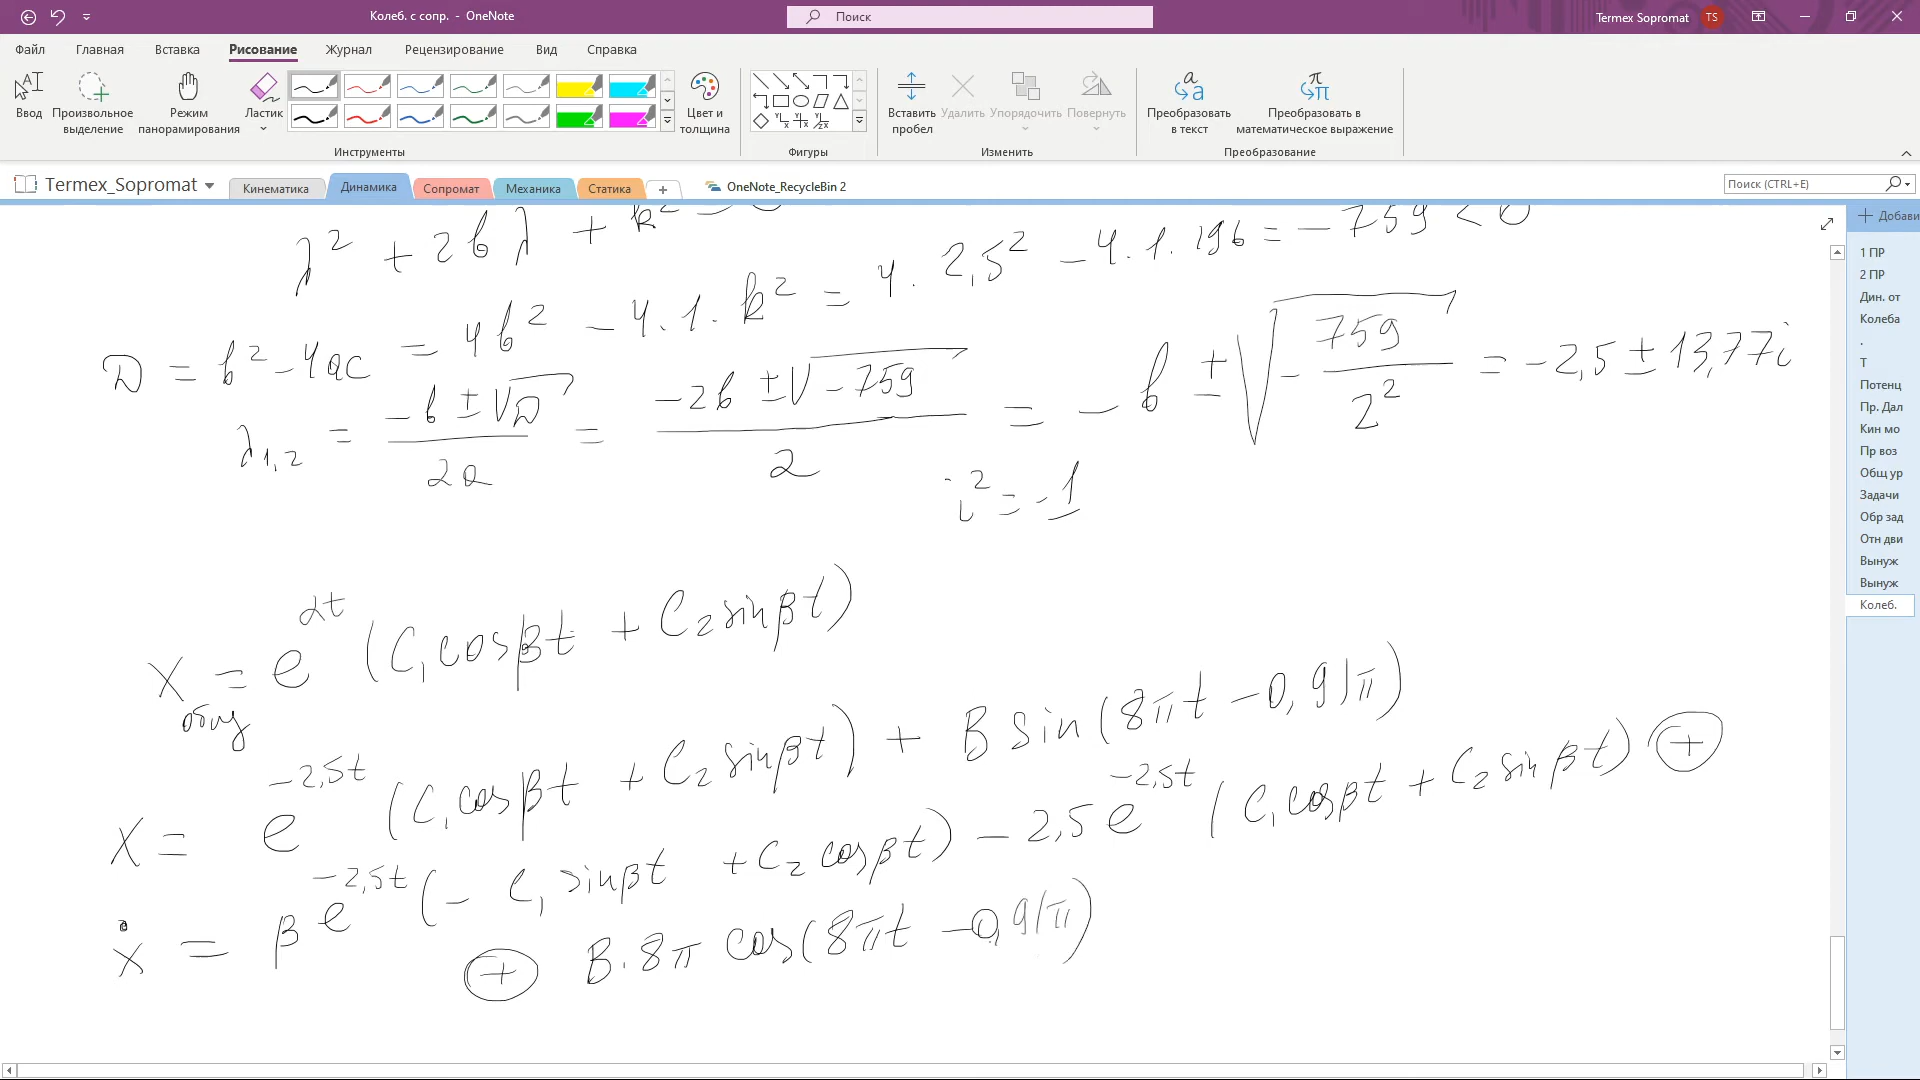 Колеб. с сопр. - OneNote
Поиск
Termex Sopromat TS
Файл Главная Вставка Рисование Журнал Рецензирование Вид Справка
Ввод
Произвольное выделение
Режим панорамирования
Ластик
Цвет и толщина
Вставить пробел
Удалить
Упорядочить
Повернуть
Преобразовать в текст
Преобразовать в математическое выражение
Инструменты Фигуры Изменить Преобразование
Termex_Sopromat Кинематика Динамика Сопромат Механика Статика + OneNote_RecycleBin 2
Поиск (CTRL+E)
Добави
1 ПР
2 ПР
Дин. от
Колеба
.
Т
Потенц
Пр. Дал
Кин мо
Пр воз
Общ ур
Задачи
Обр зад
Отн дви
Вынуж
Вынуж
Колеб.
λ² + 2bλ + k² = 0
D = b² - 4ac = 4b² - 4·1·k² = 4·2,5² - 4·1·196 = -759 < 0
λ₁,₂ = (-b ± √D)/2a = (-2b ± √-759)/2 = -b ± √(-759/2²) = -2,5 ± 13,77i
i² = -1
x общ = e^αt (C₁cosβt + C₂sinβt)
x = e^-2,5t (C₁cosβt + C₂sinβt) + B sin(8πt - 0,91π)
ẋ = βe^-2,5t (- C₁sinβt + C₂cosβt) - 2,5e^-2,5t (C₁cosβt + C₂sinβt) ⊕
⊕ B·8π cos(8πt - 0,91π)